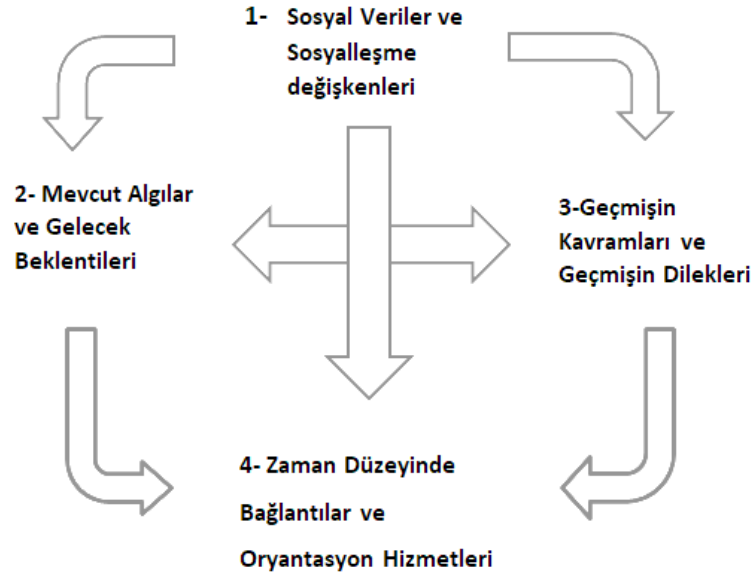 1- Sosyal Veriler ve
Sosyalleşme
değişkenleri
2- Mevcut Algılar
ve Gelecek
Beklentileri
3-Geçmişin
Kavramları ve
Geçmişin Dilekleri
4- Zaman Düzeyinde
Bağlantılar ve
Oryantasyon Hizmetleri